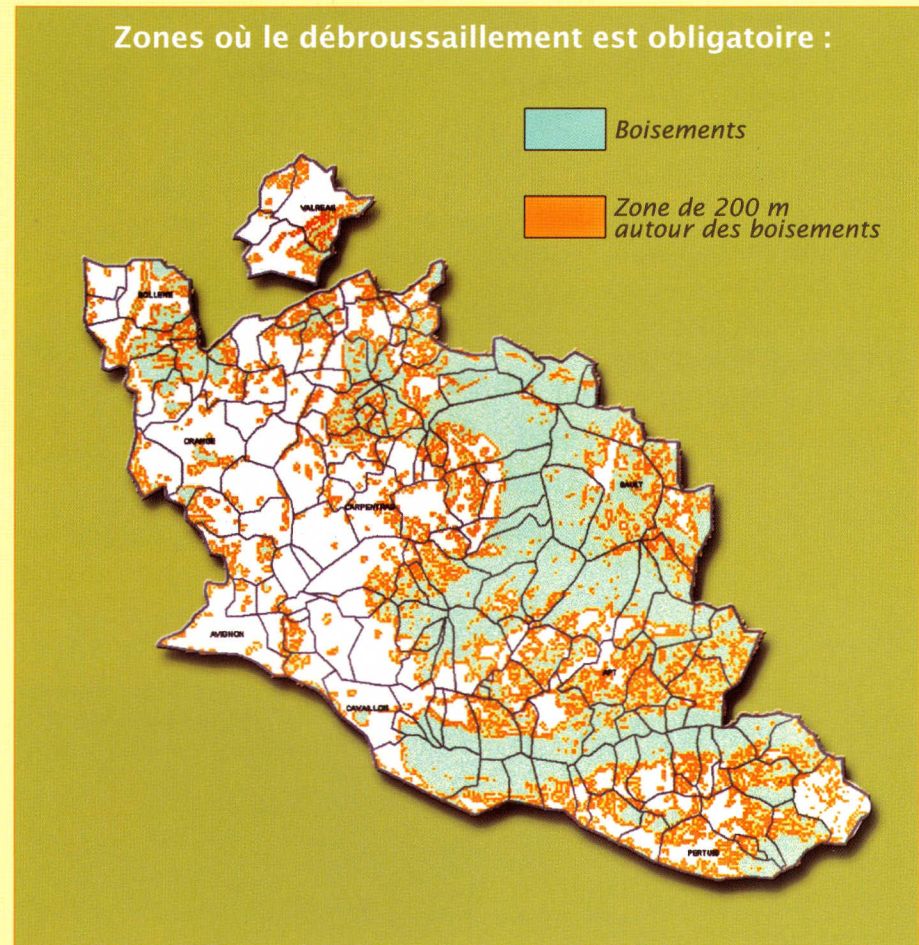 Zones où le débroussaillement est obligatoire :
Boisements
Zone de 200 m
autour des boisements
VALREAS
BOLLENE
ORANGE
SAULT
CARPENTRAS
AVIGNON
APT
CAVAILLON
PERTUIS